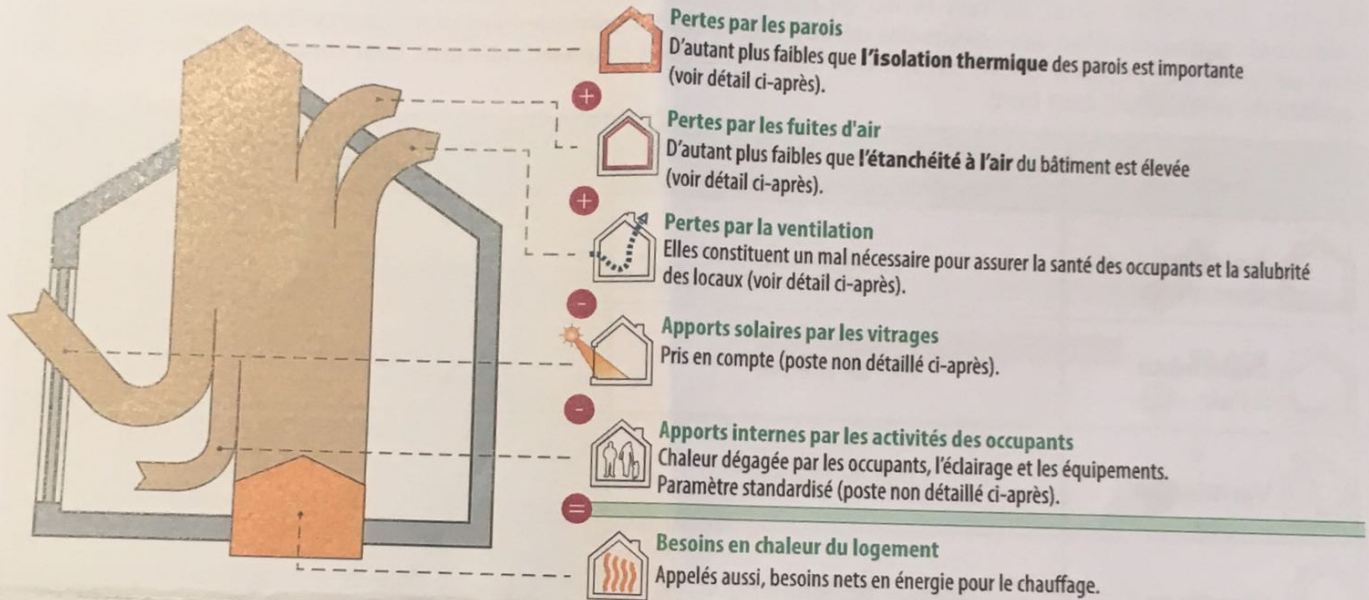 Pertes par les parois
D'autant plus faibles que l'isolation thermique des parois est importante
(voir détail ci-après).
+
Pertes par les fuites d'air
D'autant plus faibles que l'étanchéité à l'air du bâtiment est élevée
(voir détail ci-après).
+
Pertes par la ventilation
Elles constituent un mal nécessaire pour assurer la santé des occupants et la salubrité
des locaux (voir détail ci-après).
-
Apports solaires par les vitrages
Pris en compte (poste non détaillé ci-après).
-
Apports internes par les activités des occupants
Chaleur dégagée par les occupants, l'éclairage et les équipements.
Paramètre standardisé (poste non détaillé ci-après).
=
Besoins en chaleur du logement
Appelés aussi, besoins nets en énergie pour le chauffage.